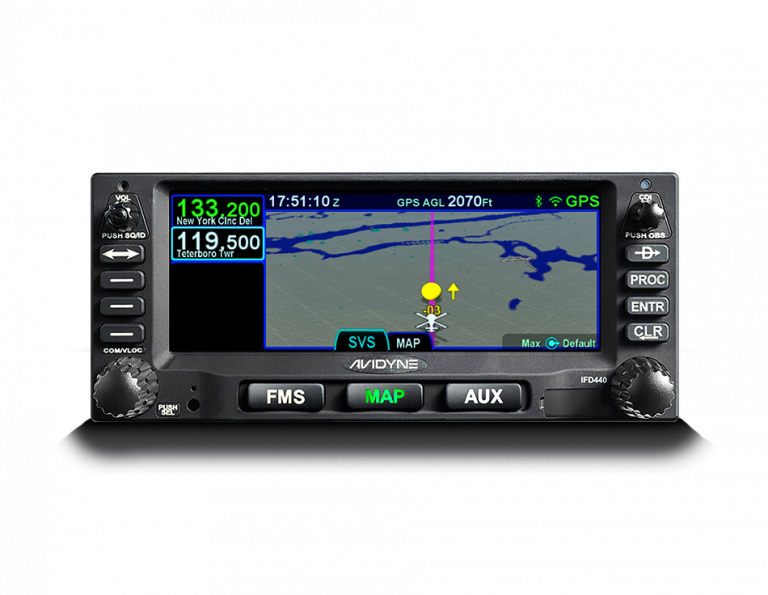 VOL
CDI
133.200
New York Clnc Del
17:51:10 Z
GPS AGL 2070Ft
GPS
PUSH SQ/ID
PUSH OBS
119.500
Teterboro Twr
D
PROC
-03
ENTR
SVS
MAP
Max
Default
CLR
COM/VLOC
AVIDYNE
IFD440
PUSH
SEL
FMS
MAP
AUX